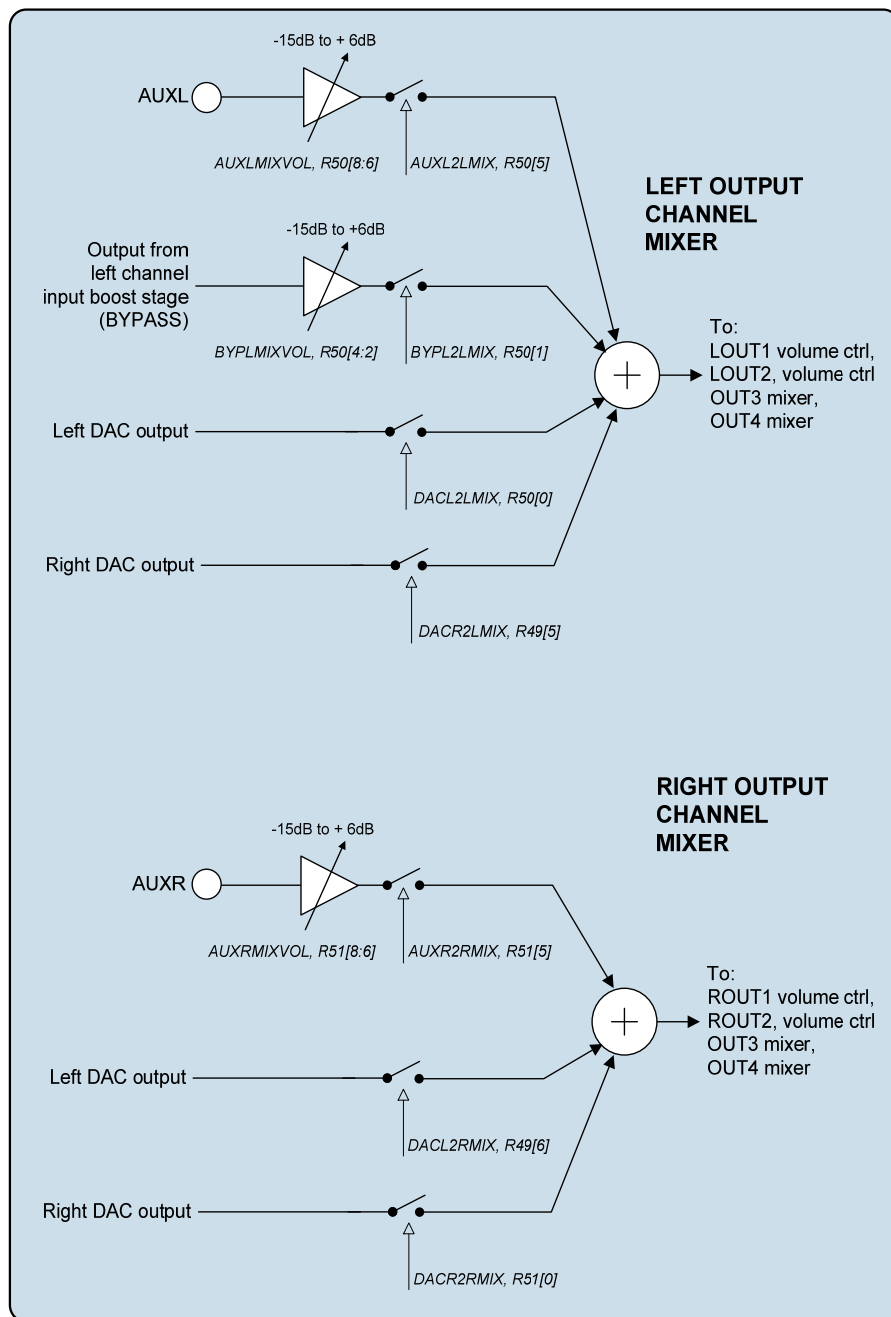 -15dB to + 6dB
AUXL
AUXLMIXVOL, R50[8:6]
AUXL2LMIX, R50[5]
LEFT OUTPUT
CHANNEL
MIXER
-15dB to +6dB
Output from
left channel
input boost stage
(BYPASS)
BYPLMIXVOL, R50[4:2]
BYPL2LMIX, R50[1]
To:
LOUT1 volume ctrl,
LOUT2, volume ctrl
OUT3 mixer,
OUT4 mixer
Left DAC output
DACL2LMIX, R50[0]
Right DAC output
DACR2LMIX, R49[5]
RIGHT OUTPUT
CHANNEL
MIXER
-15dB to + 6dB
AUXR
AUXRMIXVOL, R51[8:6]
AUXR2RMIX, R51[5]
To:
ROUT1 volume ctrl,
ROUT2, volume ctrl
OUT3 mixer,
OUT4 mixer
Left DAC output
DACL2RMIX, R49[6]
Right DAC output
DACR2RMIX, R51[0]